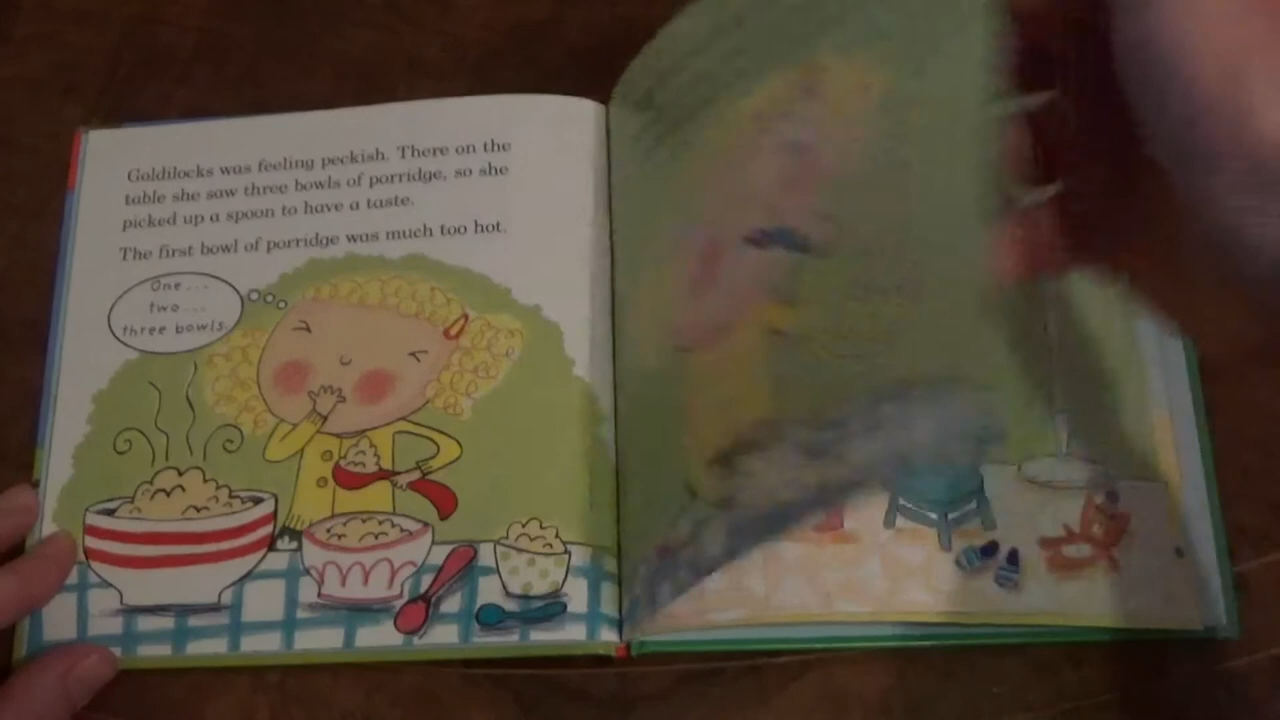 Goldilocks was feeling peckish. There on the
table she saw three bowls of porridge, so she
picked up a spoon to have a taste.
The first bowl of porridge was much too hot.
One...
two...
three bowls.